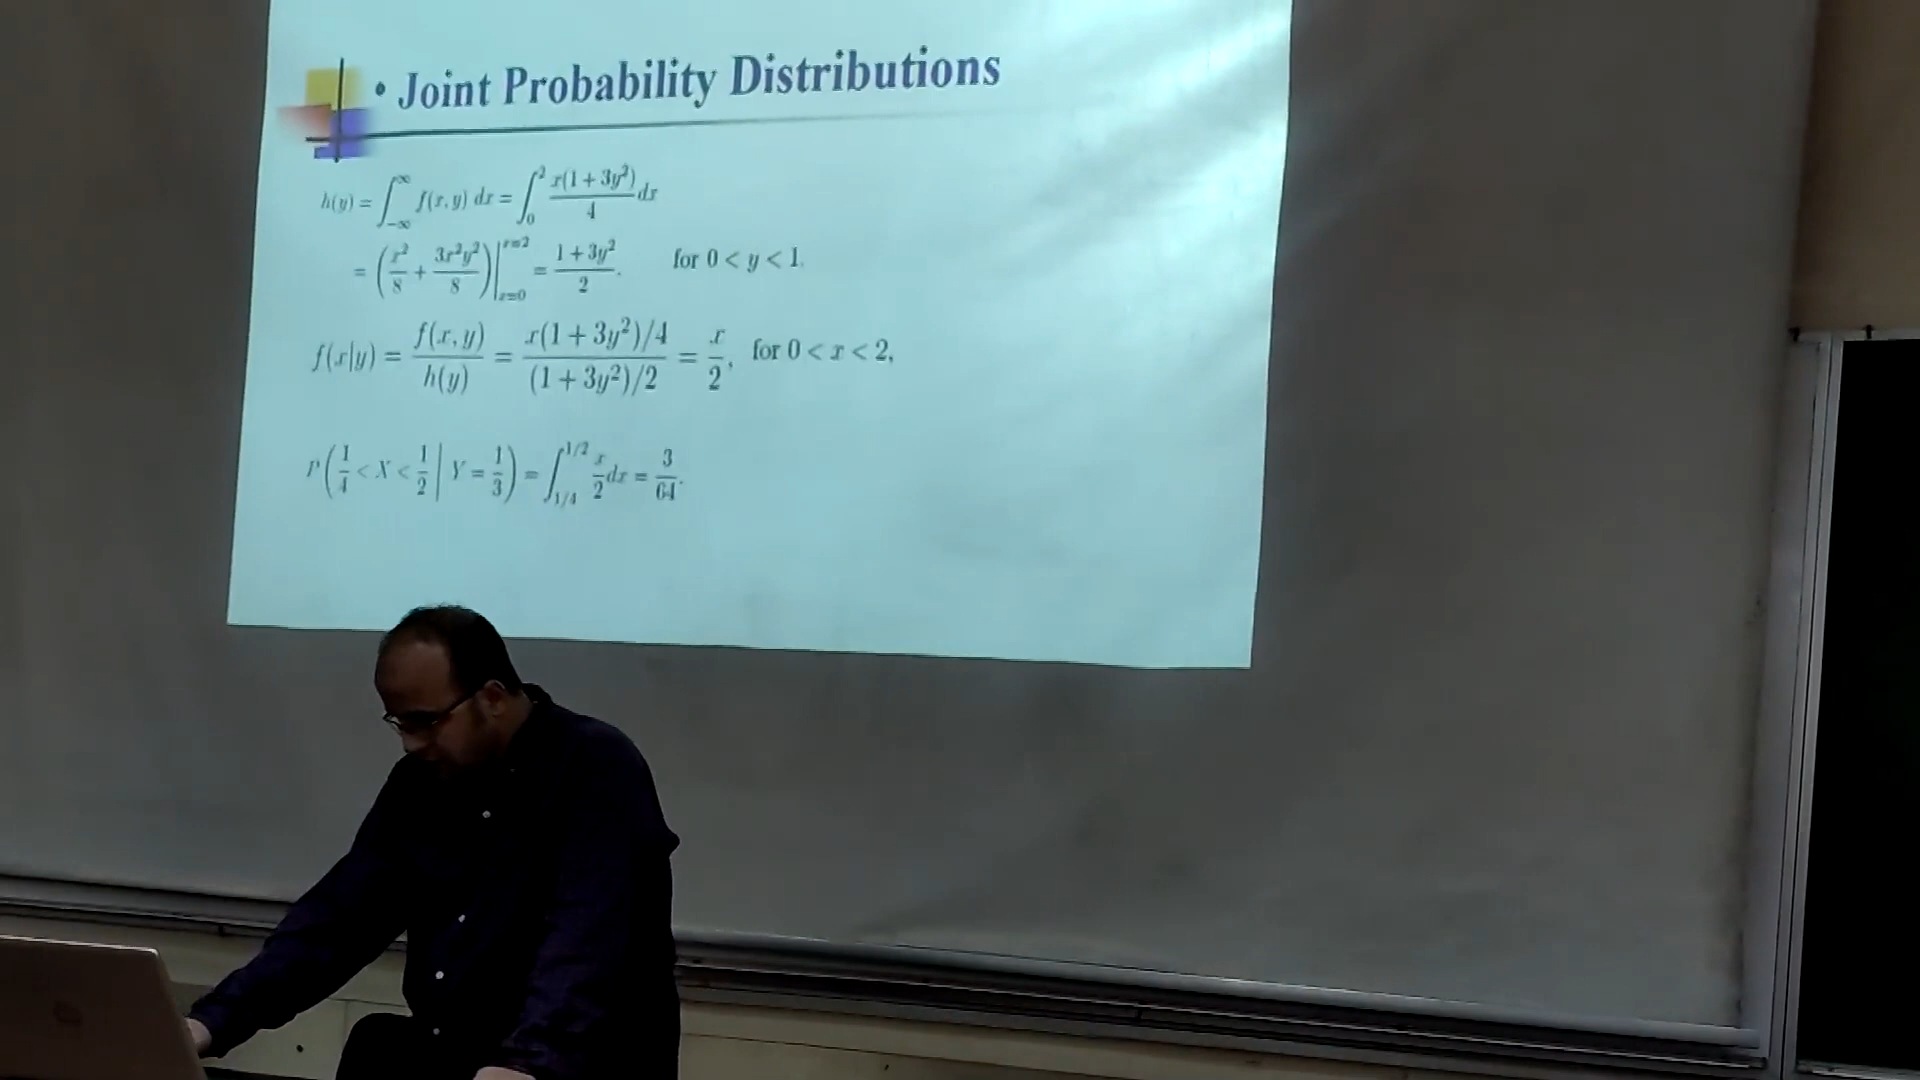 • Joint Probability Distributions
h(y) = ∫_{-∞}^{∞} f(x, y) dx = ∫_0^2 x(1 + 3y²)/4 dx
= (x²/8 + 3x²y²/8)|_{x=0}^{x=2} = (1 + 3y²)/2, for 0 < y < 1.
f(x|y) = f(x, y)/h(y) = x(1 + 3y²)/4 / (1 + 3y²)/2 = x/2, for 0 < x < 2,
P(1/4 < X < 1/2 | Y = 1/3) = ∫_{1/4}^{1/2} x/2 dx = 3/64.